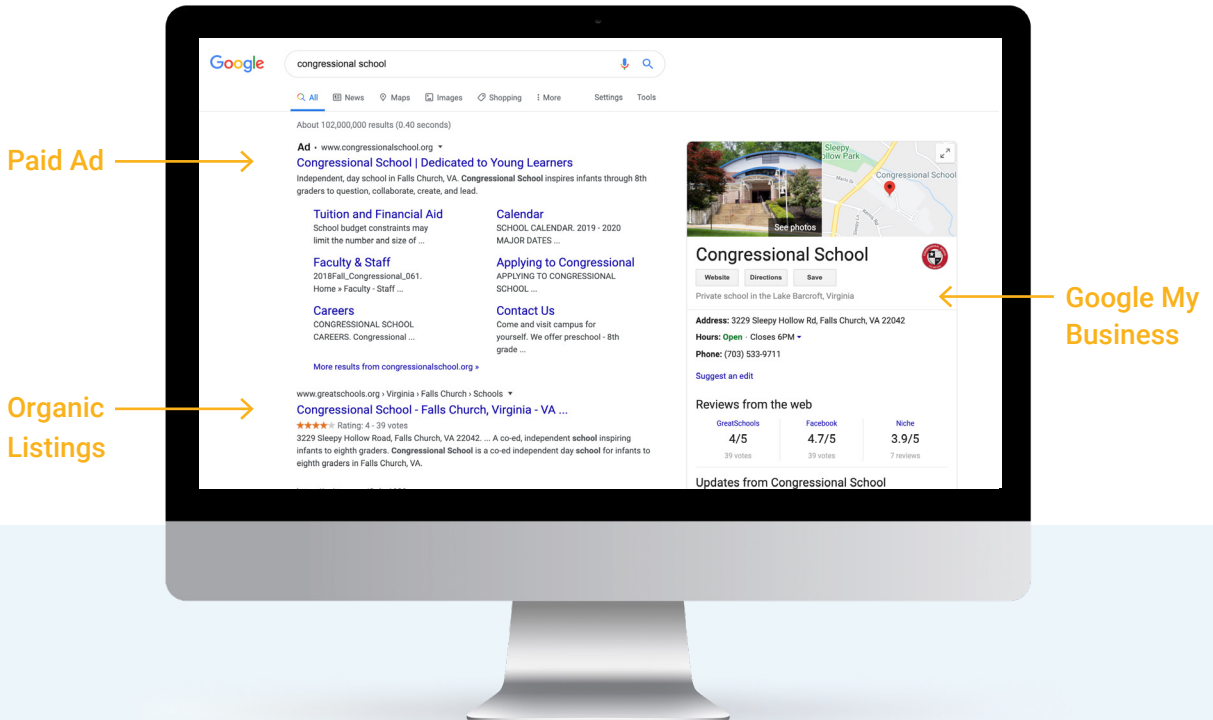 Google
congressional school
All News Maps Images Shopping More Settings Tools
About 102,000,000 results (0.40 seconds)
Paid Ad
Ad · www.congressionalschool.org
Congressional School | Dedicated to Young Learners
Independent, day school in Falls Church, VA. Congressional School inspires infants through 8th
graders to question, collaborate, create, and lead.
Tuition and Financial Aid
School budget constraints may
limit the number and size of ...
Calendar
SCHOOL CALENDAR. 2019 - 2020
MAJOR DATES ...
Faculty & Staff
2018Fall_Congressional_061.
Home » Faculty - Staff ...
Applying to Congressional
APPLYING TO CONGRESSIONAL
SCHOOL ...
Careers
CONGRESSIONAL SCHOOL
CAREERS. Congressional ...
Contact Us
Come and visit campus for
yourself. We offer preschool - 8th
grade ...
More results from congressionalschool.org »
Organic
Listings
www.greatschools.org › Virginia › Falls Church › Schools
Congressional School - Falls Church, Virginia - VA ...
Rating: 4 - 39 votes
3229 Sleepy Hollow Road, Falls Church, VA 22042. ... A co-ed, independent school inspiring
infants to eighth graders. Congressional School is a co-ed independent day school for infants to
eighth graders in Falls Church, VA.
Sleepy
Hollow Park
Congressional School
See photos
Congressional School
Website Directions Save
Private school in the Lake Barcroft, Virginia
Google My
Business
Address: 3229 Sleepy Hollow Rd, Falls Church, VA 22042
Hours: Open · Closes 6PM
Phone: (703) 533-9711
Suggest an edit
Reviews from the web
GreatSchools Facebook Niche
4/5 4.7/5 3.9/5
39 votes 39 votes 7 reviews
Updates from Congressional School